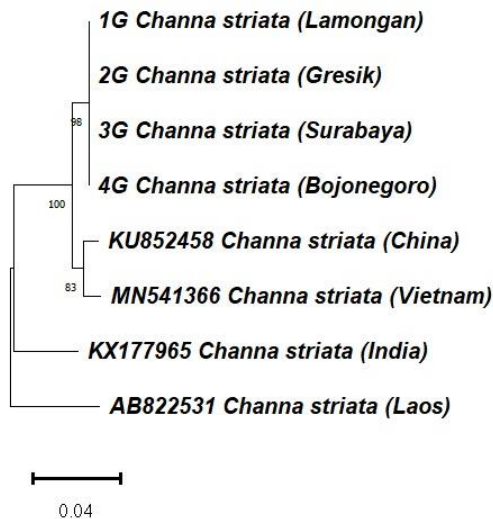 1G Channa striata (Lamongan)
2G Channa striata (Gresik)
98
3G Channa striata (Surabaya)
4G Channa striata (Bojonegoro)
100
KU852458 Channa striata (China)
83
MN541366 Channa striata (Vietnam)
KX177965 Channa striata (India)
AB822531 Channa striata (Laos)
0.04